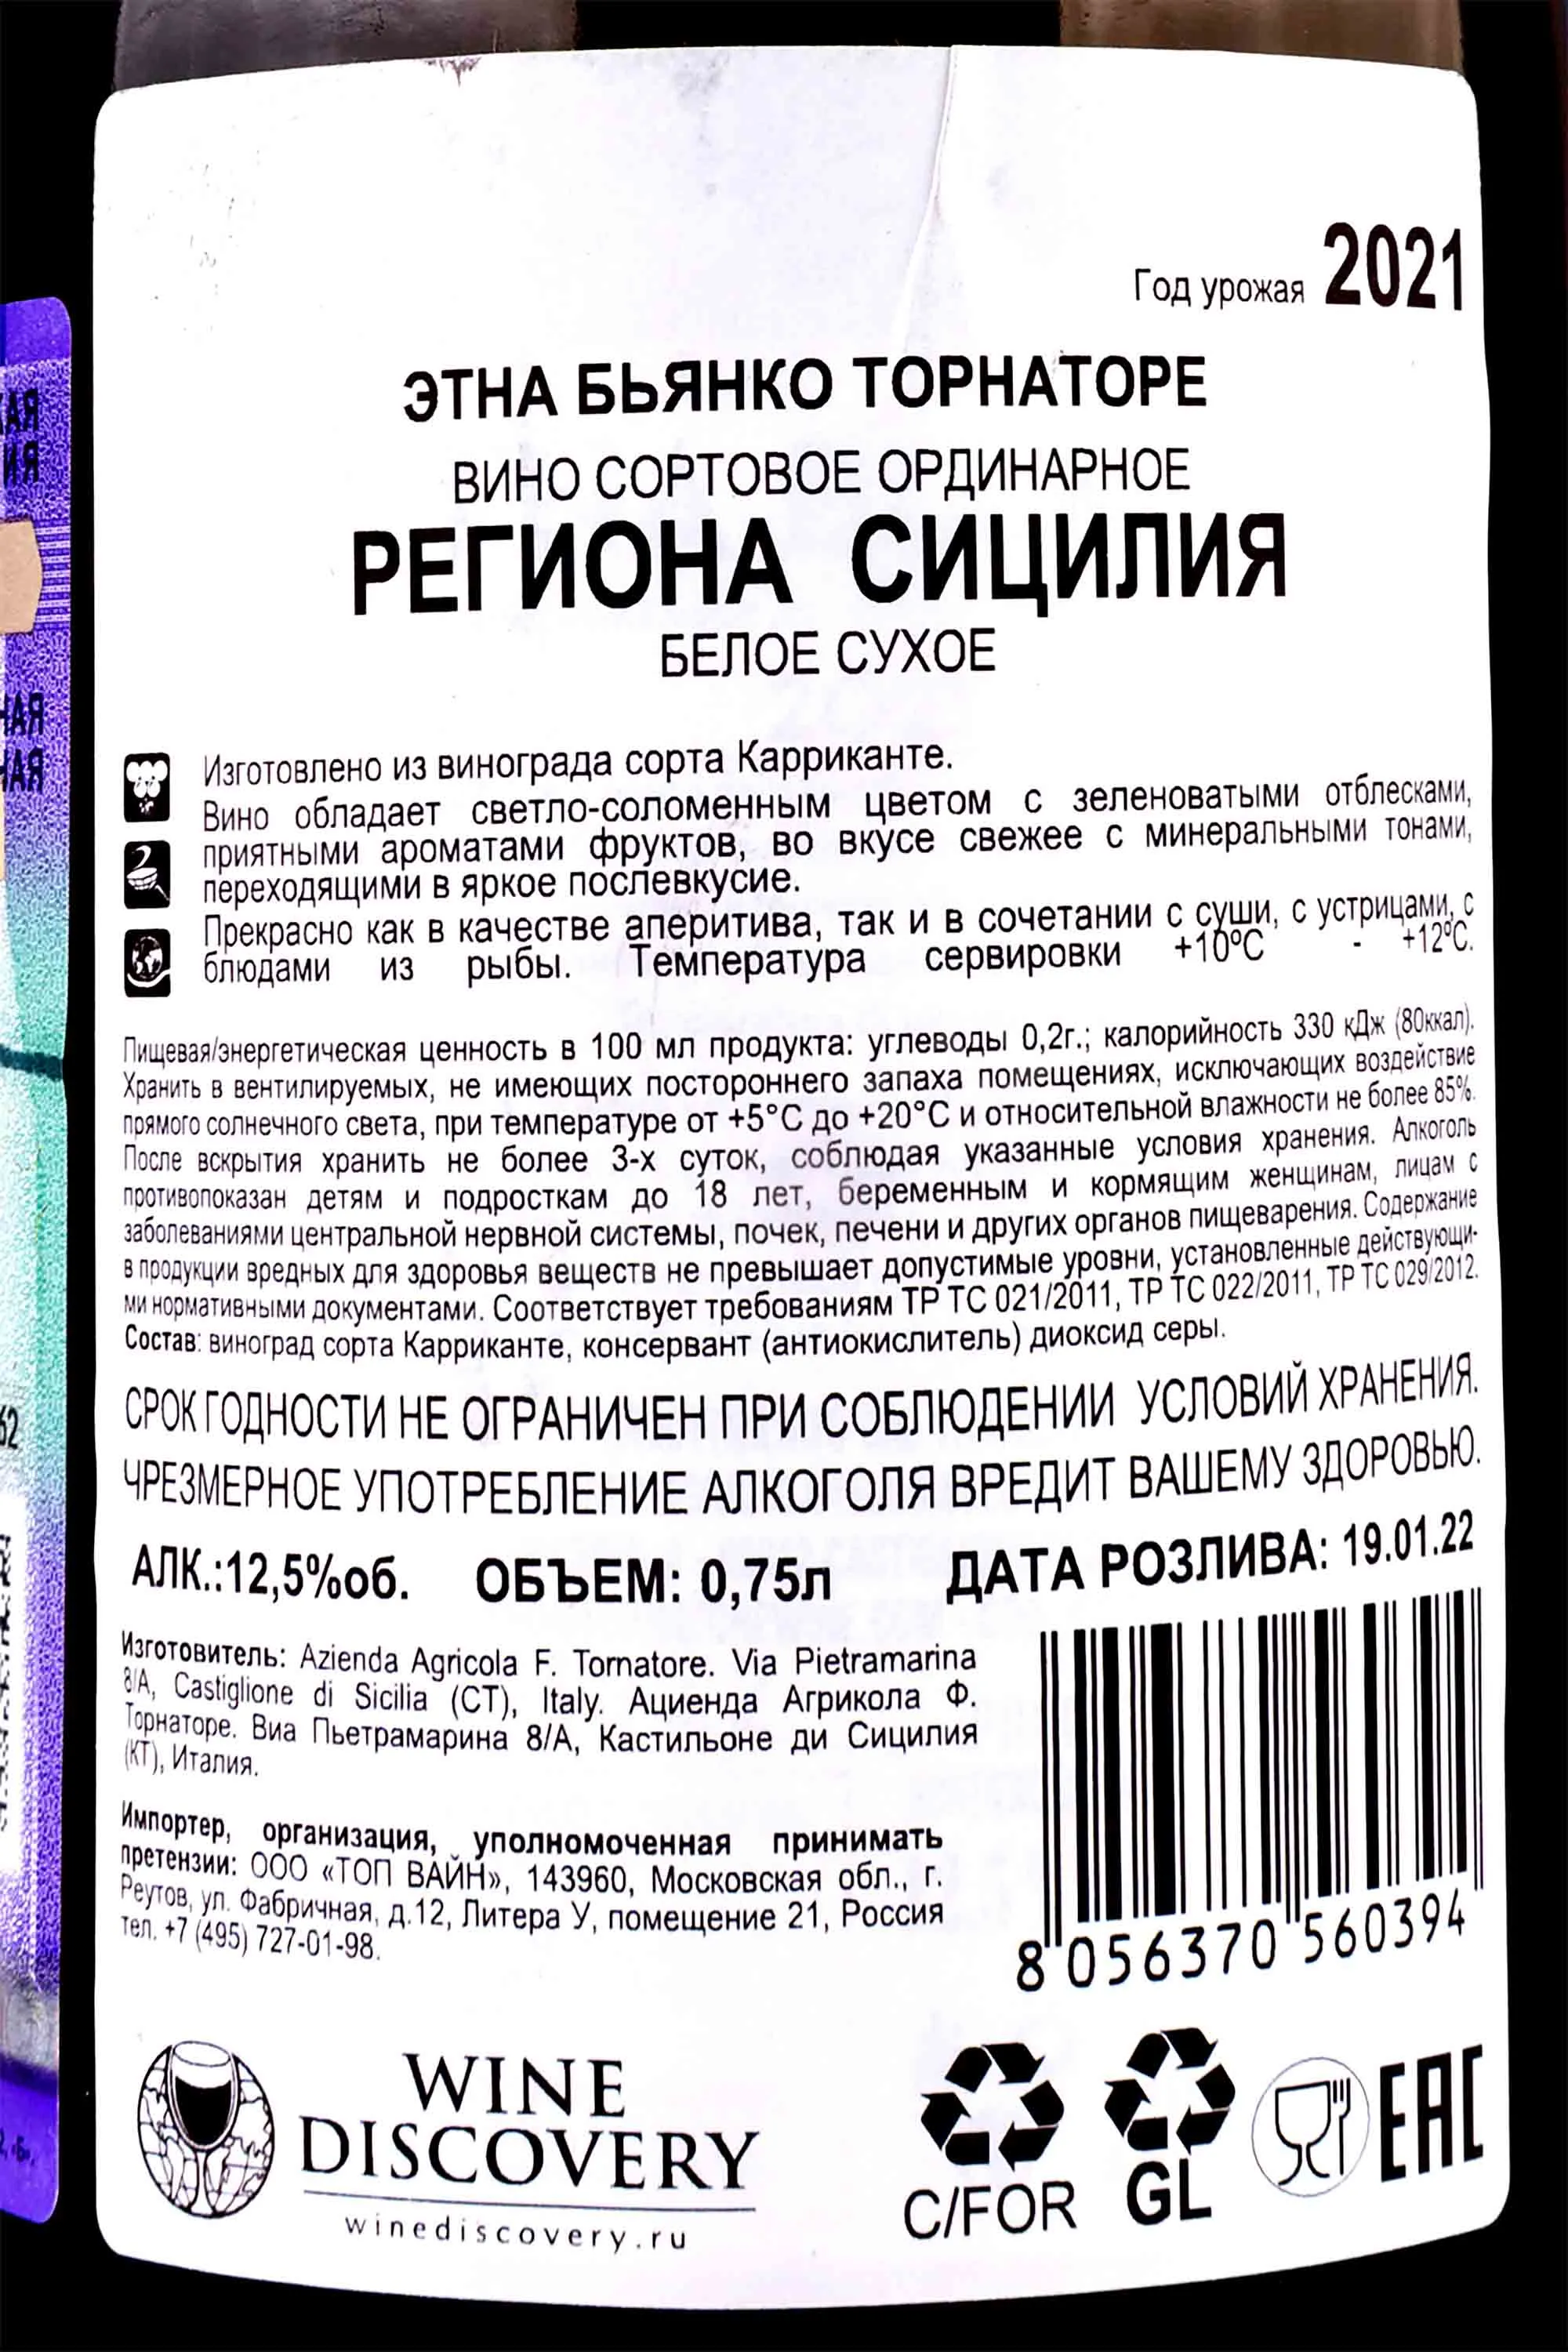 Год урожая 2021
ЭТНА БЬЯНКО ТОРНАТОРЕ
ВИНО СОРТОВОЕ ОРДИНАРНОЕ
РЕГИОНА СИЦИЛИЯ
БЕЛОЕ СУХОЕ
Изготовлено из винограда сорта Карриканте.
Вино обладает светло-соломенным цветом с зеленоватыми отблесками,
приятными ароматами фруктов, во вкусе свежее с минеральными тонами,
переходящими в яркое послевкусие.
Прекрасно как в качестве аперитива, так и в сочетании с суши, с устрицами, с
блюдами из рыбы. Температура сервировки +10ºС - +12ºС.
Пищевая/энергетическая ценность в 100 мл продукта: углеводы 0,2г.; калорийность 330 кДж (80ккал).
Хранить в вентилируемых, не имеющих постороннего запаха помещениях, исключающих воздействие
прямого солнечного света, при температуре от +5°С до +20°С и относительной влажности не более 85%.
После вскрытия хранить не более 3-х суток, соблюдая указанные условия хранения. Алкоголь
противопоказан детям и подросткам до 18 лет, беременным и кормящим женщинам, лицам с
заболеваниями центральной нервной системы, почек, печени и других органов пищеварения. Содержание
в продукции вредных для здоровья веществ не превышает допустимые уровни, установленные действующи-
ми нормативными документами. Соответствует требованиям ТР ТС 021/2011, ТР ТС 022/2011, ТР ТС 029/2012.
Состав: виноград сорта Карриканте, консервант (антиокислитель) диоксид серы.
СРОК ГОДНОСТИ НЕ ОГРАНИЧЕН ПРИ СОБЛЮДЕНИИ УСЛОВИЙ ХРАНЕНИЯ.
ЧРЕЗМЕРНОЕ УПОТРЕБЛЕНИЕ АЛКОГОЛЯ ВРЕДИТ ВАШЕМУ ЗДОРОВЬЮ.
АЛК.:12,5%об. ОБЪЕМ: 0,75л ДАТА РОЗЛИВА: 19.01.22
Изготовитель: Azienda Agricola F. Tornatore. Via Pietramarina
8/A, Castiglione di Sicilia (CT), Italy. Ациенда Агрикола Ф.
Торнаторе. Виа Пьетрамарина 8/А, Кастильоне ди Сицилия
(КТ), Италия.
Импортер, организация, уполномоченная принимать
претензии: ООО «ТОП ВАЙН», 143960, Московская обл., г.
Реутов, ул. Фабричная, д.12, Литера У, помещение 21, Россия
тел. +7 (495) 727-01-98.
8 056370 560394
WINE
DISCOVERY
winediscovery.ru
C/FOR
GL
EAC